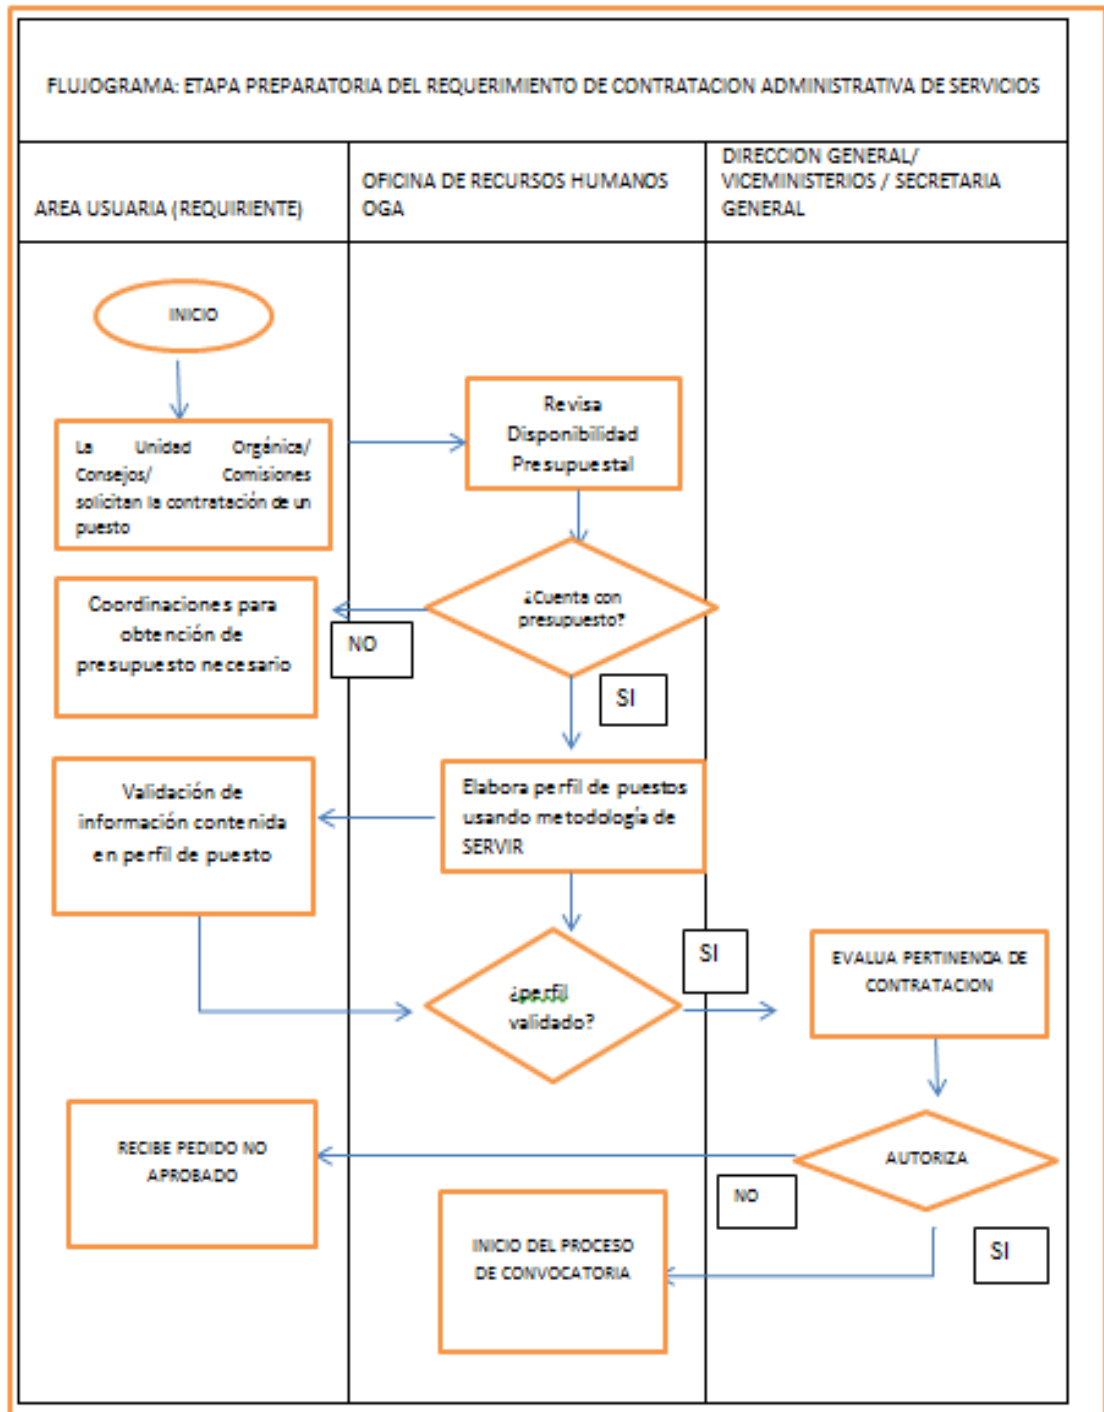 FLUJOGRAMA: ETAPA PREPARATORIA DEL REQUERIMIENTO DE CONTRATACION ADMINISTRATIVA DE SERVICIOS
AREA USUARIA (REQUIRIENTE)
OFICINA DE RECURSOS HUMANOS
OGA
DIRECCION GENERAL/
VICEMINISTERIOS / SECRETARIA
GENERAL
INICIO
La Unidad Orgánica/
Consejos/ Comisiones
solicitan la contratación de un
puesto
Revisa
Disponibilidad
Presupuestal
¿Cuenta con
presupuesto?
NO
SI
Coordinaciones para
obtención de
presupuesto necesario
Elabora perfil de puestos
usando metodología de
SERVIR
Validación de
información contenida
en perfil de puesto
¿perfil
validado?
SI
EVALUA PERTINENCIA DE
CONTRATACION
AUTORIZA
NO
SI
RECIBE PEDIDO NO
APROBADO
INICIO DEL PROCESO
DE CONVOCATORIA